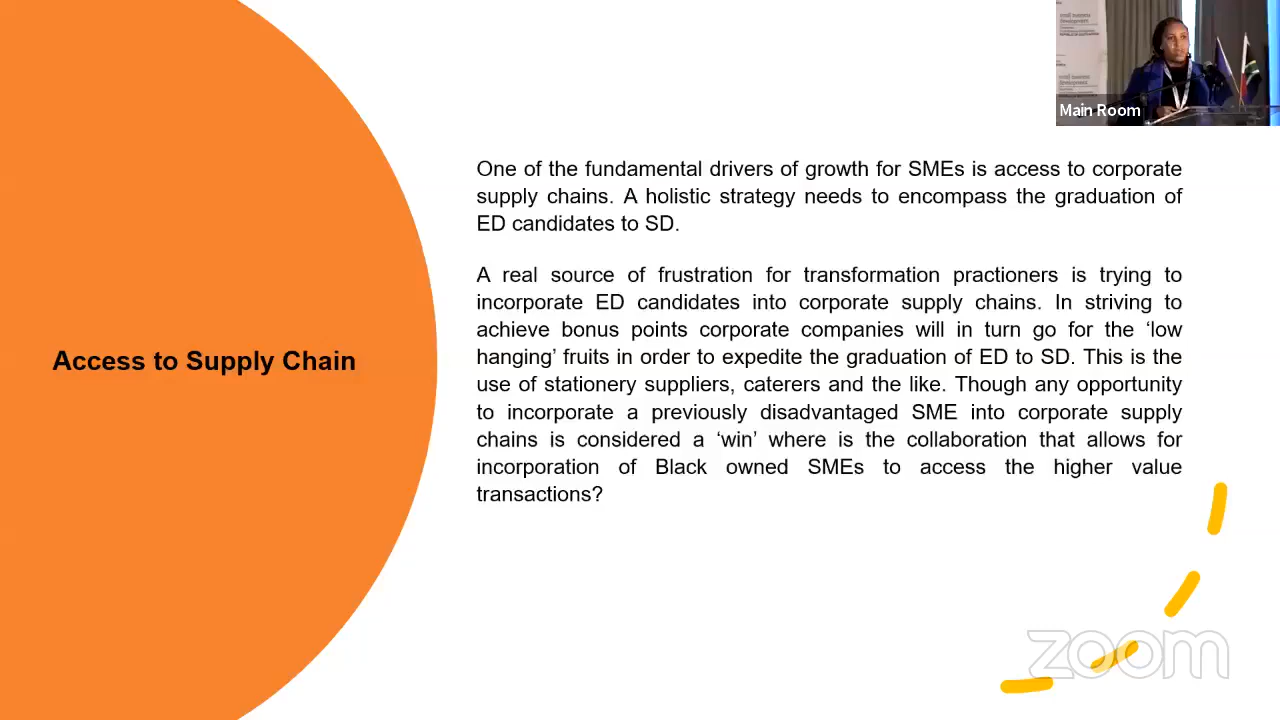 small business
development
Main Room
One of the fundamental drivers of growth for SMEs is access to corporate
supply chains. A holistic strategy needs to encompass the graduation of
ED candidates to SD.
A real source of frustration for transformation practioners is trying to
incorporate ED candidates into corporate supply chains. In striving to
achieve bonus points corporate companies will in turn go for the ‘low
hanging’ fruits in order to expedite the graduation of ED to SD. This is the
use of stationery suppliers, caterers and the like. Though any opportunity
to incorporate a previously disadvantaged SME into corporate supply
chains is considered a ‘win’ where is the collaboration that allows for
incorporation of Black owned SMEs to access the higher value
transactions?
Access to Supply Chain
zoom